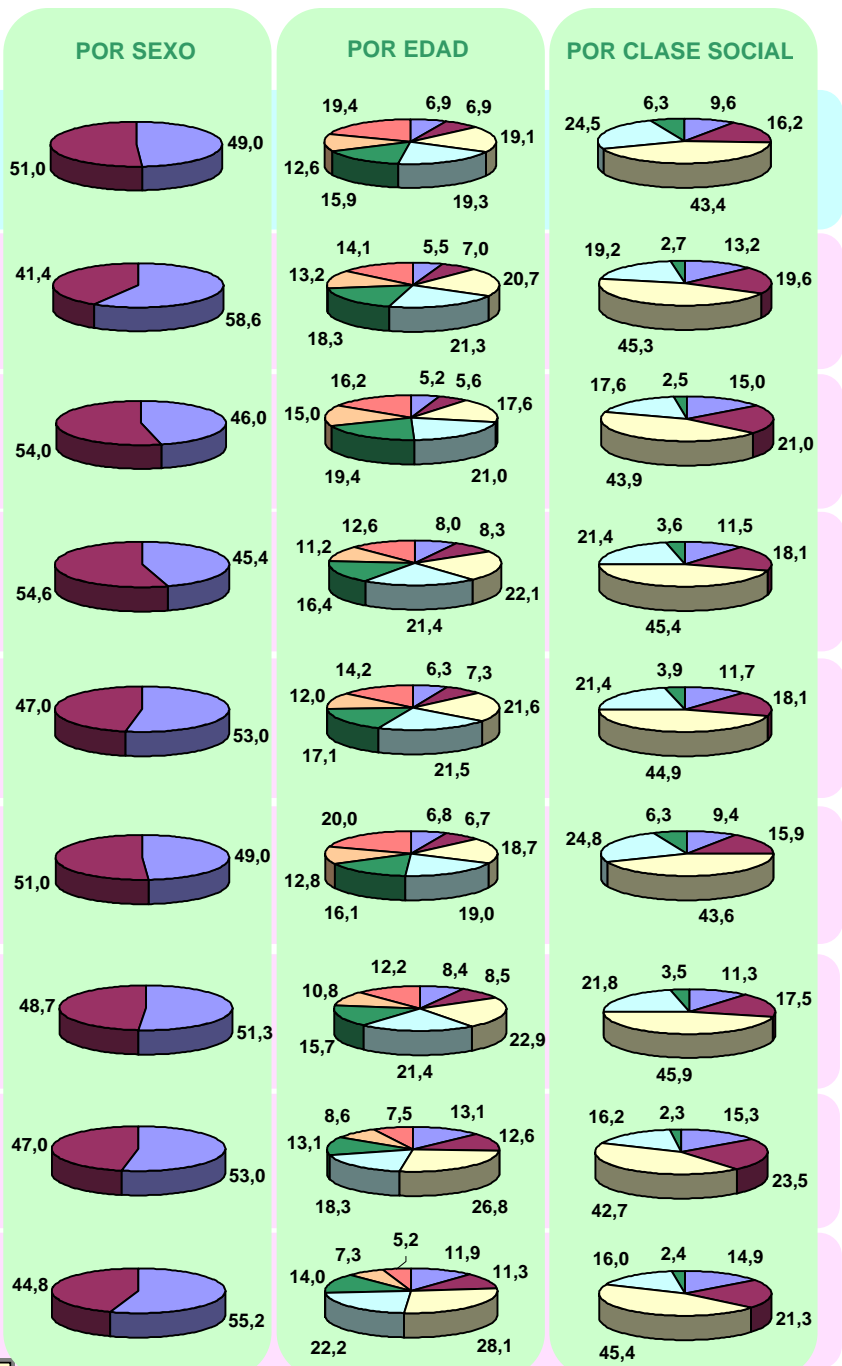 POR SEXO POR EDAD POR CLASE SOCIAL
19,4 6,9 6,9 6,3 9,6
51,0 49,0 12,6 19,1 24,5 16,2
15,9 19,3 43,4
14,1 5,5 7,0 19,2 2,7 13,2
41,4 13,2 20,7 19,6
58,6 18,3 21,3 45,3
16,2 5,2 5,6 17,6 2,5 15,0
46,0 15,0 17,6 21,0
54,0 19,4 21,0 43,9
12,6 8,0 8,3 21,4 3,6 11,5
45,4 11,2 18,1
54,6 16,4 21,4 22,1 45,4
14,2 6,3 7,3 21,4 3,9 11,7
47,0 12,0 21,6 18,1
53,0 17,1 21,5 44,9
20,0 6,8 6,7 6,3 9,4
51,0 49,0 12,8 18,7 24,8 15,9
16,1 19,0 43,6
12,2 8,4 8,5 21,8 3,5 11,3
48,7 10,8 17,5
51,3 15,7 21,4 22,9 45,9
8,6 7,5 13,1 16,2 2,3 15,3
47,0 13,1 12,6
53,0 18,3 26,8 42,7 23,5
7,3 5,2 11,9 16,0 2,4 14,9
44,8 14,0 11,3
55,2 22,2 28,1 45,4 21,3